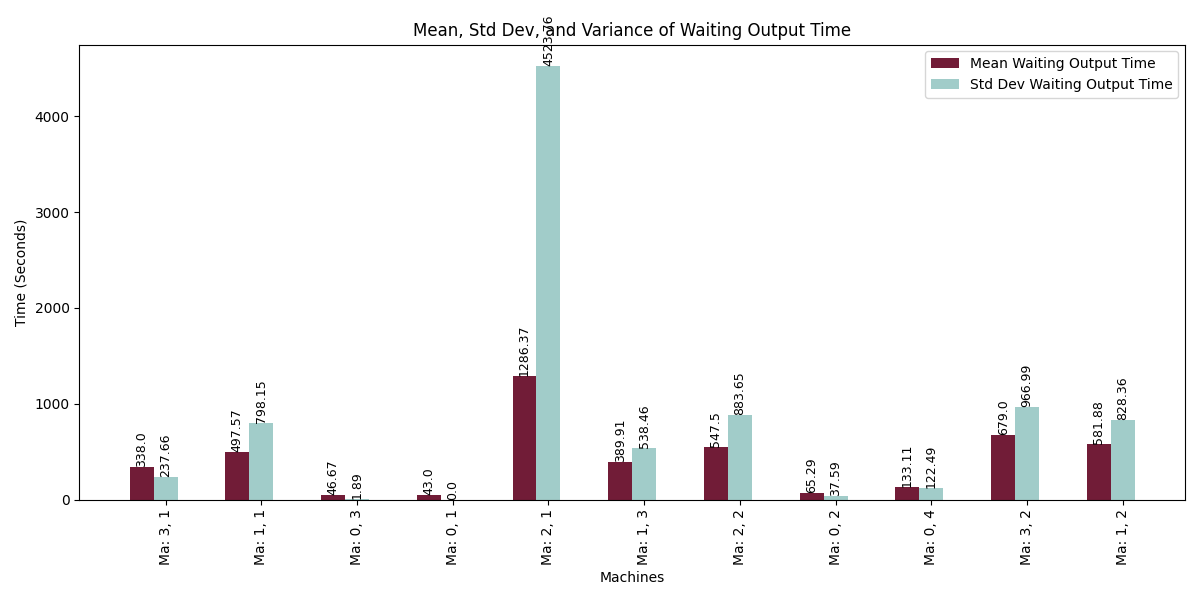 Mean, Std Dev, and Variance of Waiting Output Time
Mean Waiting Output Time
Std Dev Waiting Output Time
Time (Seconds)
4000
3000
2000
1000
0
338.0
237.66
497.57
798.15
46.67
1.89
43.0
0.0
1286.37
4523.76
389.91
538.46
547.5
883.65
65.29
37.59
133.11
122.49
679.0
966.99
581.88
828.36
Ma: 3, 1
Ma: 1, 1
Ma: 0, 3
Ma: 0, 1
Ma: 2, 1
Ma: 1, 3
Ma: 2, 2
Ma: 0, 2
Ma: 0, 4
Ma: 3, 2
Ma: 1, 2
Machines